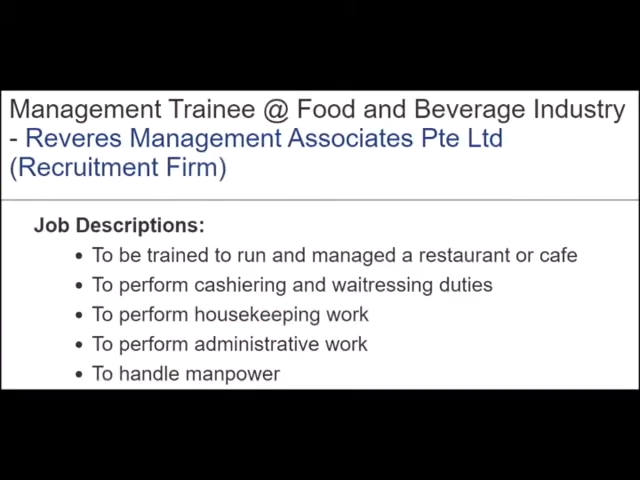 Management Trainee @ Food and Beverage Industry
- Reveres Management Associates Pte Ltd
(Recruitment Firm)
Job Descriptions:
• To be trained to run and managed a restaurant or cafe
• To perform cashiering and waitressing duties
• To perform housekeeping work
• To perform administrative work
• To handle manpower